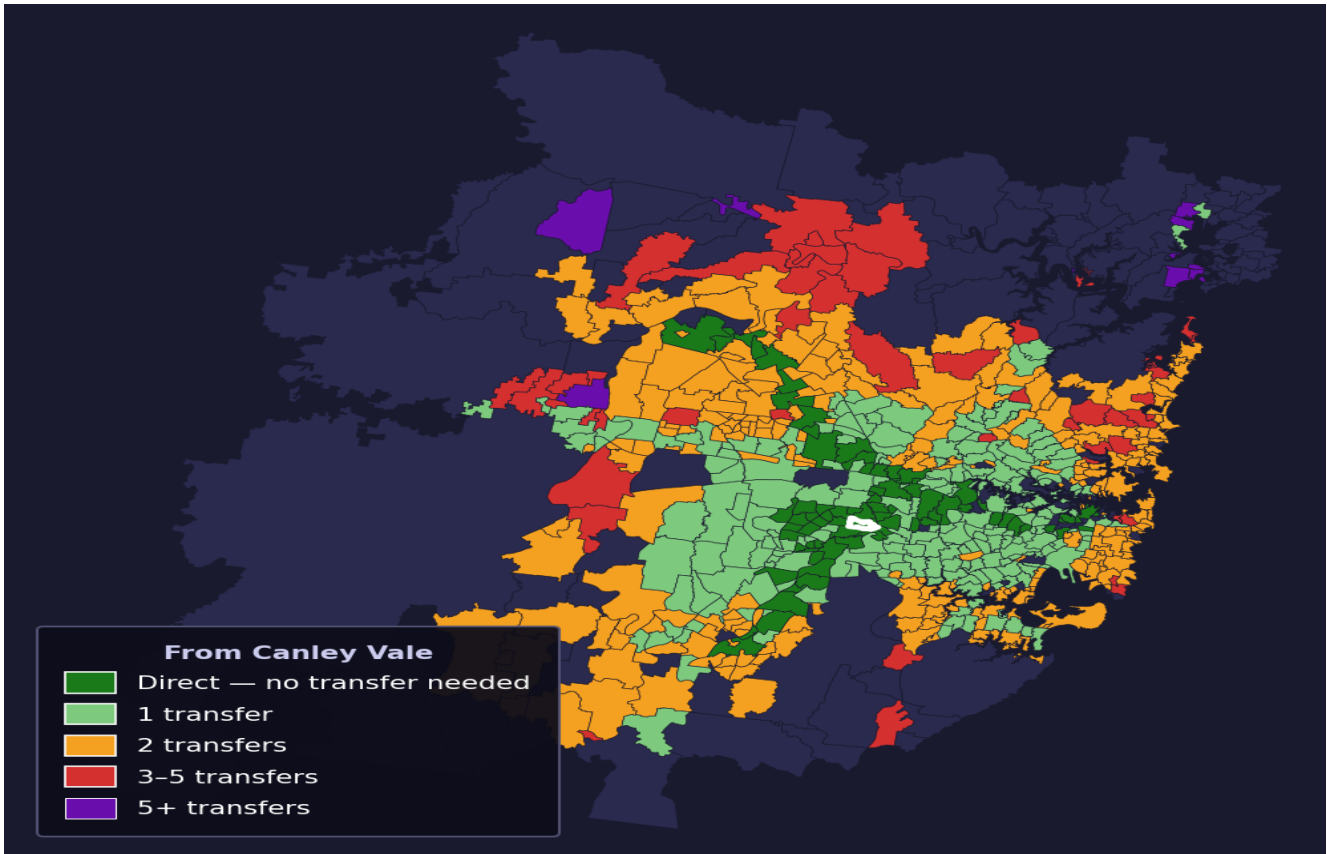 From Canley Vale
Direct — no transfer needed
1 transfer
2 transfers
3–5 transfers
5+ transfers